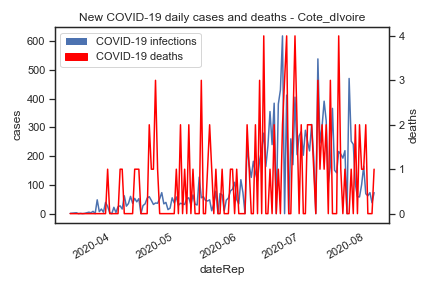 New COVID-19 daily cases and deaths - Cote_dIvoire
COVID-19 infections
COVID-19 deaths
600
500
400
300
200
100
0
cases
4
3
2
1
0
deaths
2020-04
2020-05
2020-06
2020-07
2020-08
dateRep